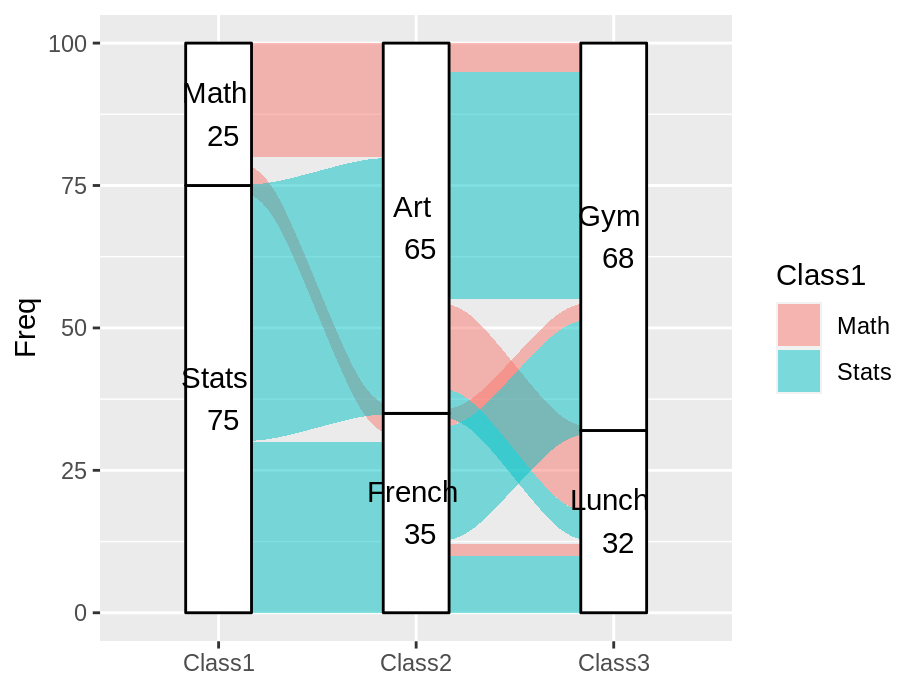 100
75
50
25
0
Freq
Math
25
Stats
75
Art
65
French
35
Gym
68
Lunch
32
Class1
Class2
Class3
Class1
Math
Stats